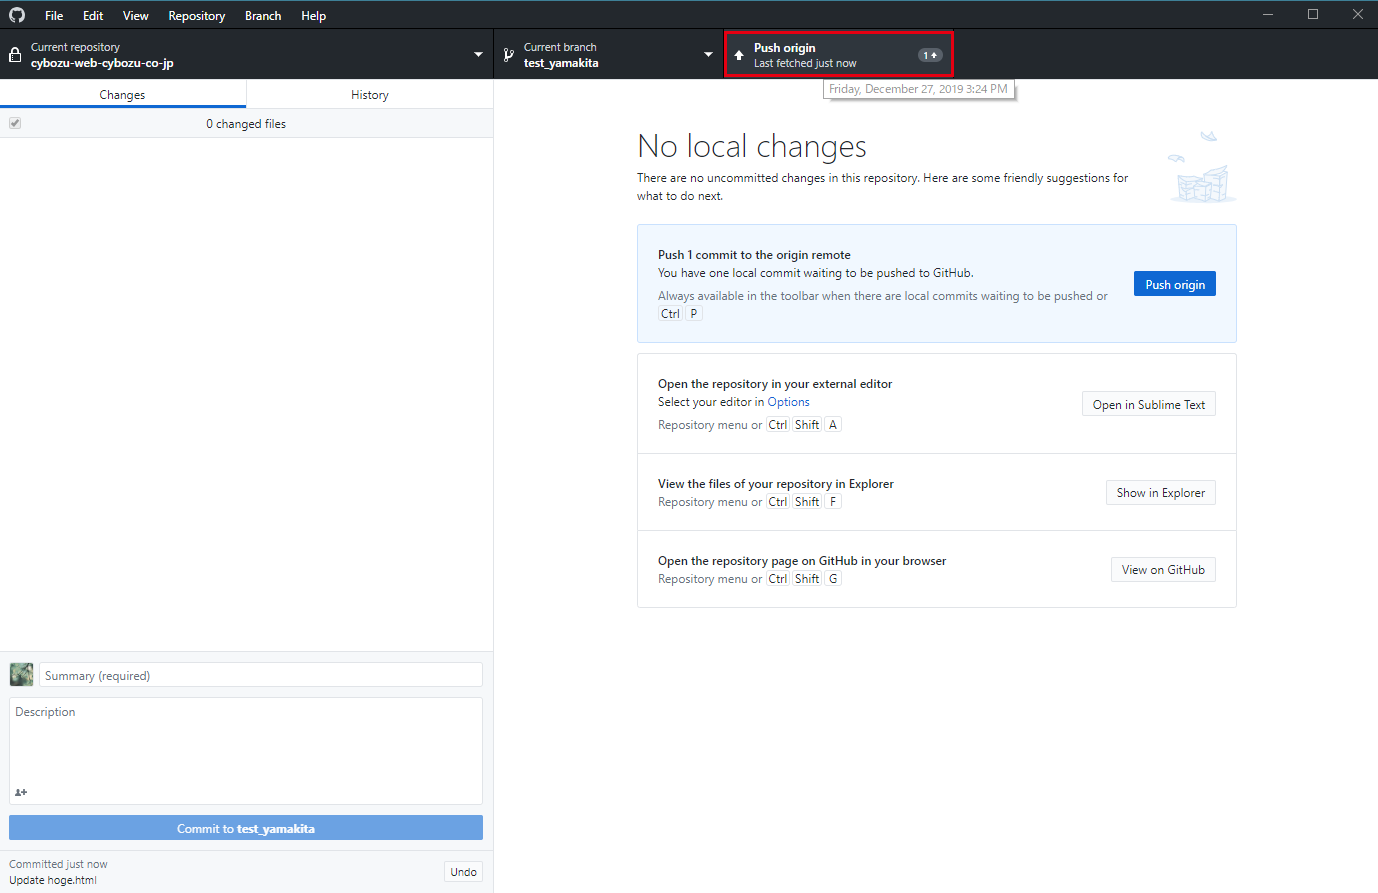 File Edit View Repository Branch Help
Current repository
cybozu-web-cybozu-co-jp
Current branch
test_yamakita
Push origin
Last fetched just now
1
Friday, December 27, 2019 3:24 PM
Changes
History
0 changed files
No local changes
There are no uncommitted changes in this repository. Here are some friendly suggestions for
what to do next.
Push 1 commit to the origin remote
You have one local commit waiting to be pushed to GitHub.
Always available in the toolbar when there are local commits waiting to be pushed or
Ctrl P
Push origin
Open the repository in your external editor
Select your editor in Options
Repository menu or Ctrl Shift A
Open in Sublime Text
View the files of your repository in Explorer
Repository menu or Ctrl Shift F
Show in Explorer
Open the repository page on GitHub in your browser
Repository menu or Ctrl Shift G
View on GitHub
Summary (required)
Description
Commit to test_yamakita
Committed just now
Update hoge.html
Undo